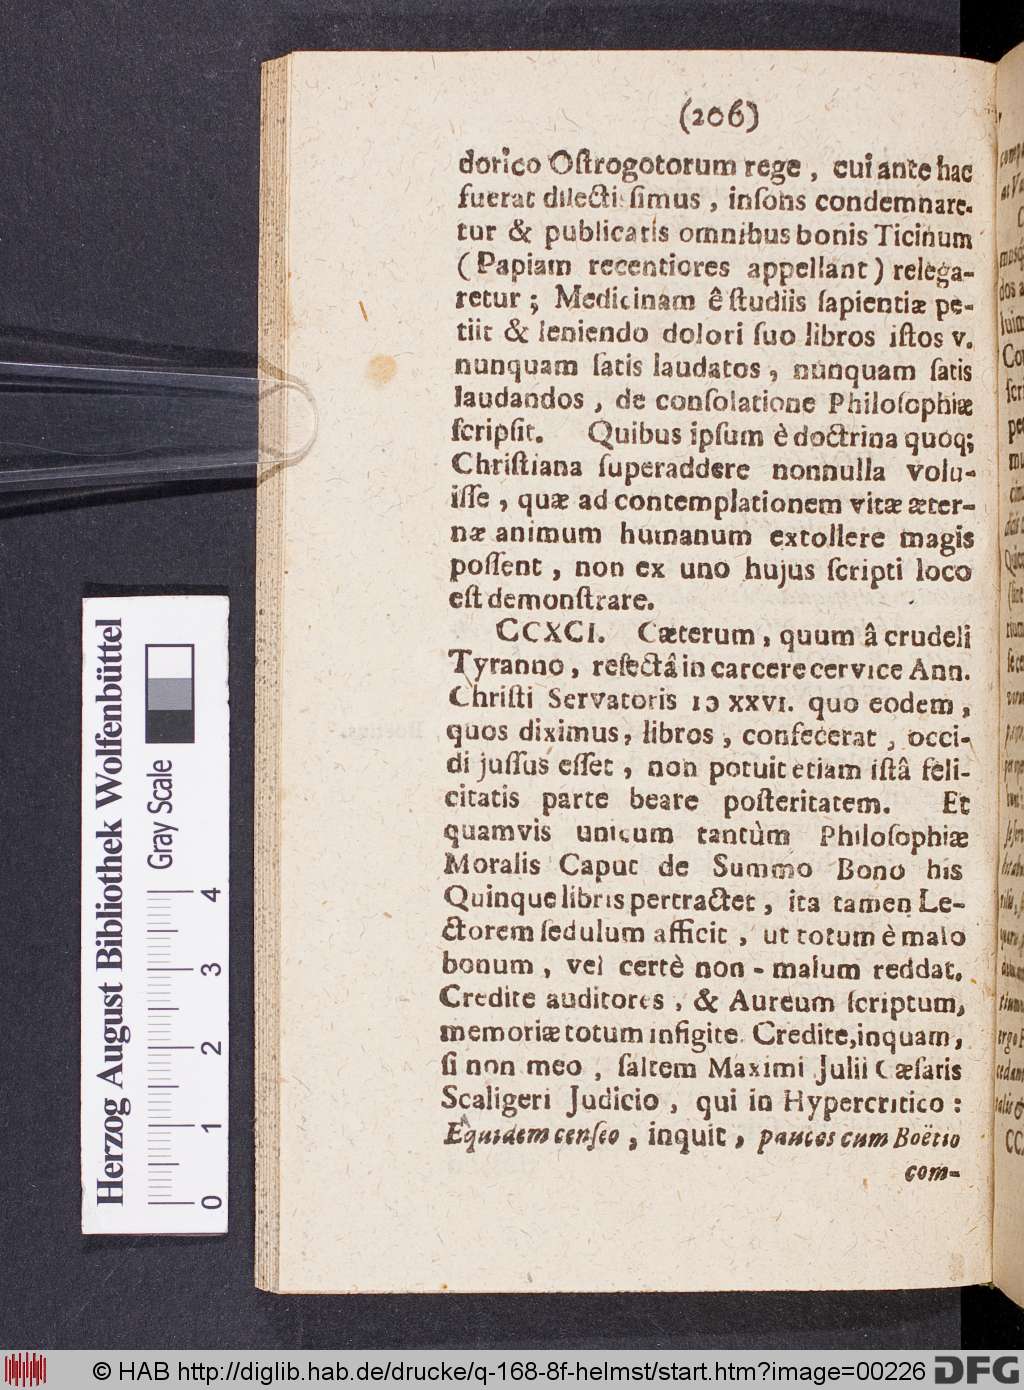 (206)
dorico Oſtrogotorum rege, cui ante hac
fuerat dilectiſſimus, inſons condemnare-
tur & publicatis omnibus bonis Ticinum
(Papiam recentiores appellant) relega-
retur; Medicinam ê ſtudiis ſapientiæ pe-
tiit & leniendo dolori ſuo libros iſtos v.
nunquam ſatis laudatos, nunquam ſatis
laudandos, de conſolatione Philoſophiæ
ſcripſit. Quibus ipſum è doctrina quoq;
Chriſtiana ſuperaddere nonnulla volu-
iſſe, quæ ad contemplationem vitæ æter-
næ animum humanum extollere magis
poſſent, non ex uno hujus ſcripti loco
eſt demonſtrare.
CCXCI. Cæterum, quum â crudeli
Tyranno, reſectâ in carcere cervice Ann.
Chriſti Servatoris IↃ XXVI. quo eodem,
quos diximus, libros, confecerat, occi-
di juſſus eſſet, non potuit etiam iſtâ feli-
citatis parte beare poſteritatem. Et
quamvis unicum tantùm Philoſophiæ
Moralis Caput de Summo Bono his
Quinque libris pertractet, ita tamen Le-
ctorem ſedulum afficit, ut totum è malo
bonum, vel certè non-malum reddat.
Credite auditores, & Aureum ſcriptum,
memoriæ totum infigite. Credite, inquam,
ſi non meo, ſaltem Maximi Julii Cæſaris
Scaligeri Judicio, qui in Hypercritico:
Equidem cenſeo, inquit, paucos cum Boëtio
com-
Herzog August Bibliothek Wolfenbüttel
Gray Scale
0 1 2 3 4
© HAB http://diglib.hab.de/drucke/q-168-8f-helmst/start.htm?image=00226
DFG